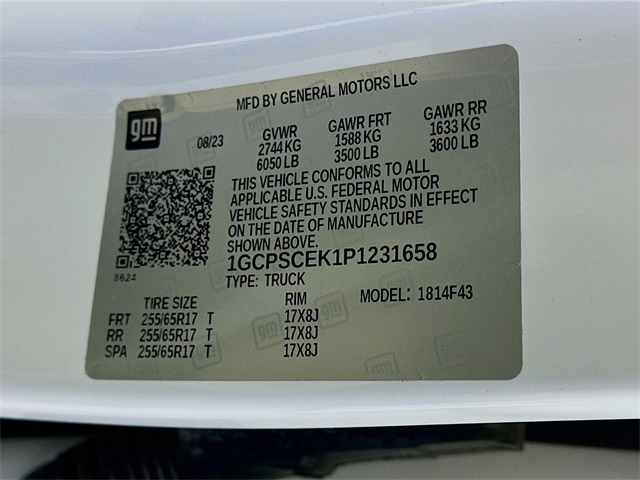 MFD BY GENERAL MOTORS LLC
gm
08/23 GVWR GAWR FRT GAWR RR
2744 KG 1588 KG 1633 KG
6050 LB 3500 LB 3600 LB
THIS VEHICLE CONFORMS TO ALL
APPLICABLE U.S. FEDERAL MOTOR
VEHICLE SAFETY STANDARDS IN EFFECT
ON THE DATE OF MANUFACTURE
SHOWN ABOVE.
1GCPSCEK1P1231658
8624
TYPE: TRUCK
TIRE SIZE RIM MODEL: 1814F43
FRT 255/65R17 T 17X8J
RR 255/65R17 T 17X8J
SPA 255/65R17 T 17X8J